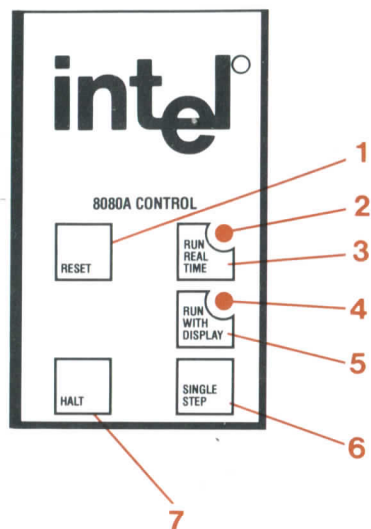 intel
8080A CONTROL
1
2
RESET
RUN
REAL
TIME
3
4
RUN
WITH
DISPLAY
5
HALT
SINGLE
STEP
6
7